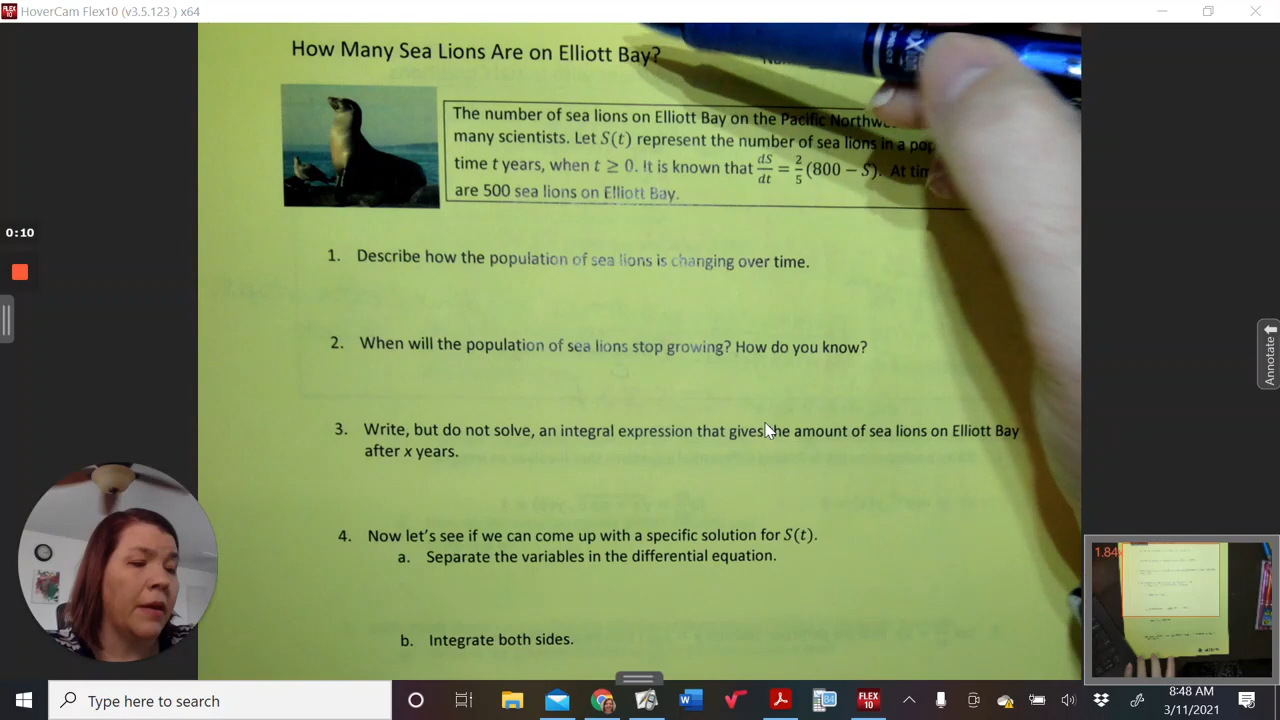 HoverCam Flex10 (v3.5.123 ) x64
How Many Sea Lions Are on Elliott Bay?
The number of sea lions on Elliott Bay on the Pacific
many scientists. Let S(t) represent the number of sea lions in a
time t years, when t ≥ 0. It is known that dS/dt = 2/5 (800 − S). At
are 500 sea lions on Elliott Bay.
0:10
1. Describe how the population of sea lions is changing over time.
2. When will the population of sea lions stop growing? How do you know?
Annotate
3. Write, but do not solve, an integral expression that gives the amount of sea lions on Elliott Bay
after x years.
4. Now let's see if we can come up with a specific solution for S(t).
a. Separate the variables in the differential equation.
1.84x
b. Integrate both sides.
Type here to search
FLEX
10
8:48 AM
3/11/2021